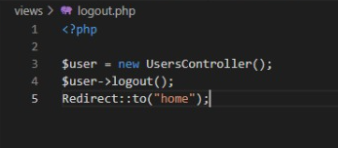 views > logout.php
1 <?php
2
3 $user = new UsersController();
4 $user->logout();
5 Redirect::to("home");